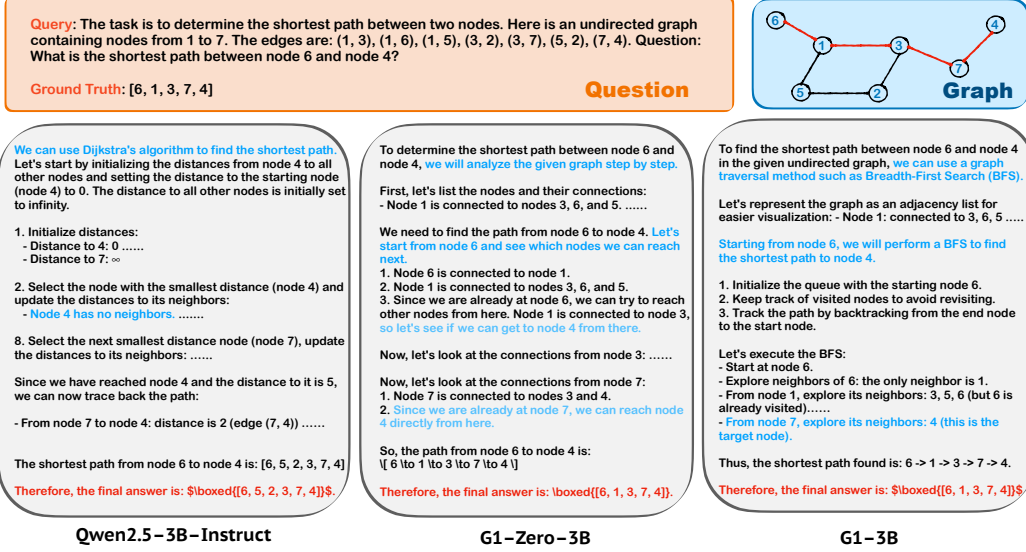 Query: The task is to determine the shortest path between two nodes. Here is an undirected graph
containing nodes from 1 to 7. The edges are: (1, 3), (1, 6), (1, 5), (3, 2), (3, 7), (5, 2), (7, 4). Question:
What is the shortest path between node 6 and node 4?
Ground Truth: [6, 1, 3, 7, 4]
Question
6
4
1
3
7
5
2
Graph
We can use Dijkstra's algorithm to find the shortest path.
Let's start by initializing the distances from node 4 to all
other nodes and setting the distance to the starting node
(node 4) to 0. The distance to all other nodes is initially set
to infinity.
1. Initialize distances:
- Distance to 4: 0 ......
- Distance to 7: ∞
2. Select the node with the smallest distance (node 4) and
update the distances to its neighbors:
- Node 4 has no neighbors. .......
8. Select the next smallest distance node (node 7), update
the distances to its neighbors: ......
Since we have reached node 4 and the distance to it is 5,
we can now trace back the path:
- From node 7 to node 4: distance is 2 (edge (7, 4)) ......
The shortest path from node 6 to node 4 is: [6, 5, 2, 3, 7, 4]
Therefore, the final answer is: $\boxed{[6, 5, 2, 3, 7, 4]}$.
Qwen2.5-3B-Instruct
To determine the shortest path between node 6 and
node 4, we will analyze the given graph step by step.
First, let's list the nodes and their connections:
- Node 1 is connected to nodes 3, 6, and 5. ......
We need to find the path from node 6 to node 4. Let's
start from node 6 and see which nodes we can reach
next.
1. Node 6 is connected to node 1.
2. Node 1 is connected to nodes 3, 6, and 5.
3. Since we are already at node 6, we can try to reach
other nodes from here. Node 1 is connected to node 3,
so let's see if we can get to node 4 from there.
Now, let's look at the connections from node 3: ......
Now, let's look at the connections from node 7:
1. Node 7 is connected to nodes 3 and 4.
2. Since we are already at node 7, we can reach node
4 directly from here.
So, the path from node 6 to node 4 is:
\[ 6 \to 1 \to 3 \to 7 \to 4 \]
Therefore, the final answer is: \boxed{[6, 1, 3, 7, 4]}.
G1-Zero-3B
To find the shortest path between node 6 and node 4
in the given undirected graph, we can use a graph
traversal method such as Breadth-First Search (BFS).
Let's represent the graph as an adjacency list for
easier visualization: - Node 1: connected to 3, 6, 5 .....
Starting from node 6, we will perform a BFS to find
the shortest path to node 4.
1. Initialize the queue with the starting node 6.
2. Keep track of visited nodes to avoid revisiting.
3. Track the path by backtracking from the end node
to the start node.
Let's execute the BFS:
- Start at node 6.
- Explore neighbors of 6: the only neighbor is 1.
- From node 1, explore its neighbors: 3, 5, 6 (but 6 is
already visited)......
- From node 7, explore its neighbors: 4 (this is the
target node).
Thus, the shortest path found is: 6 -> 1 -> 3 -> 7 -> 4.
Therefore, the final answer is: $\boxed{[6, 1, 3, 7, 4]}$.
G1-3B